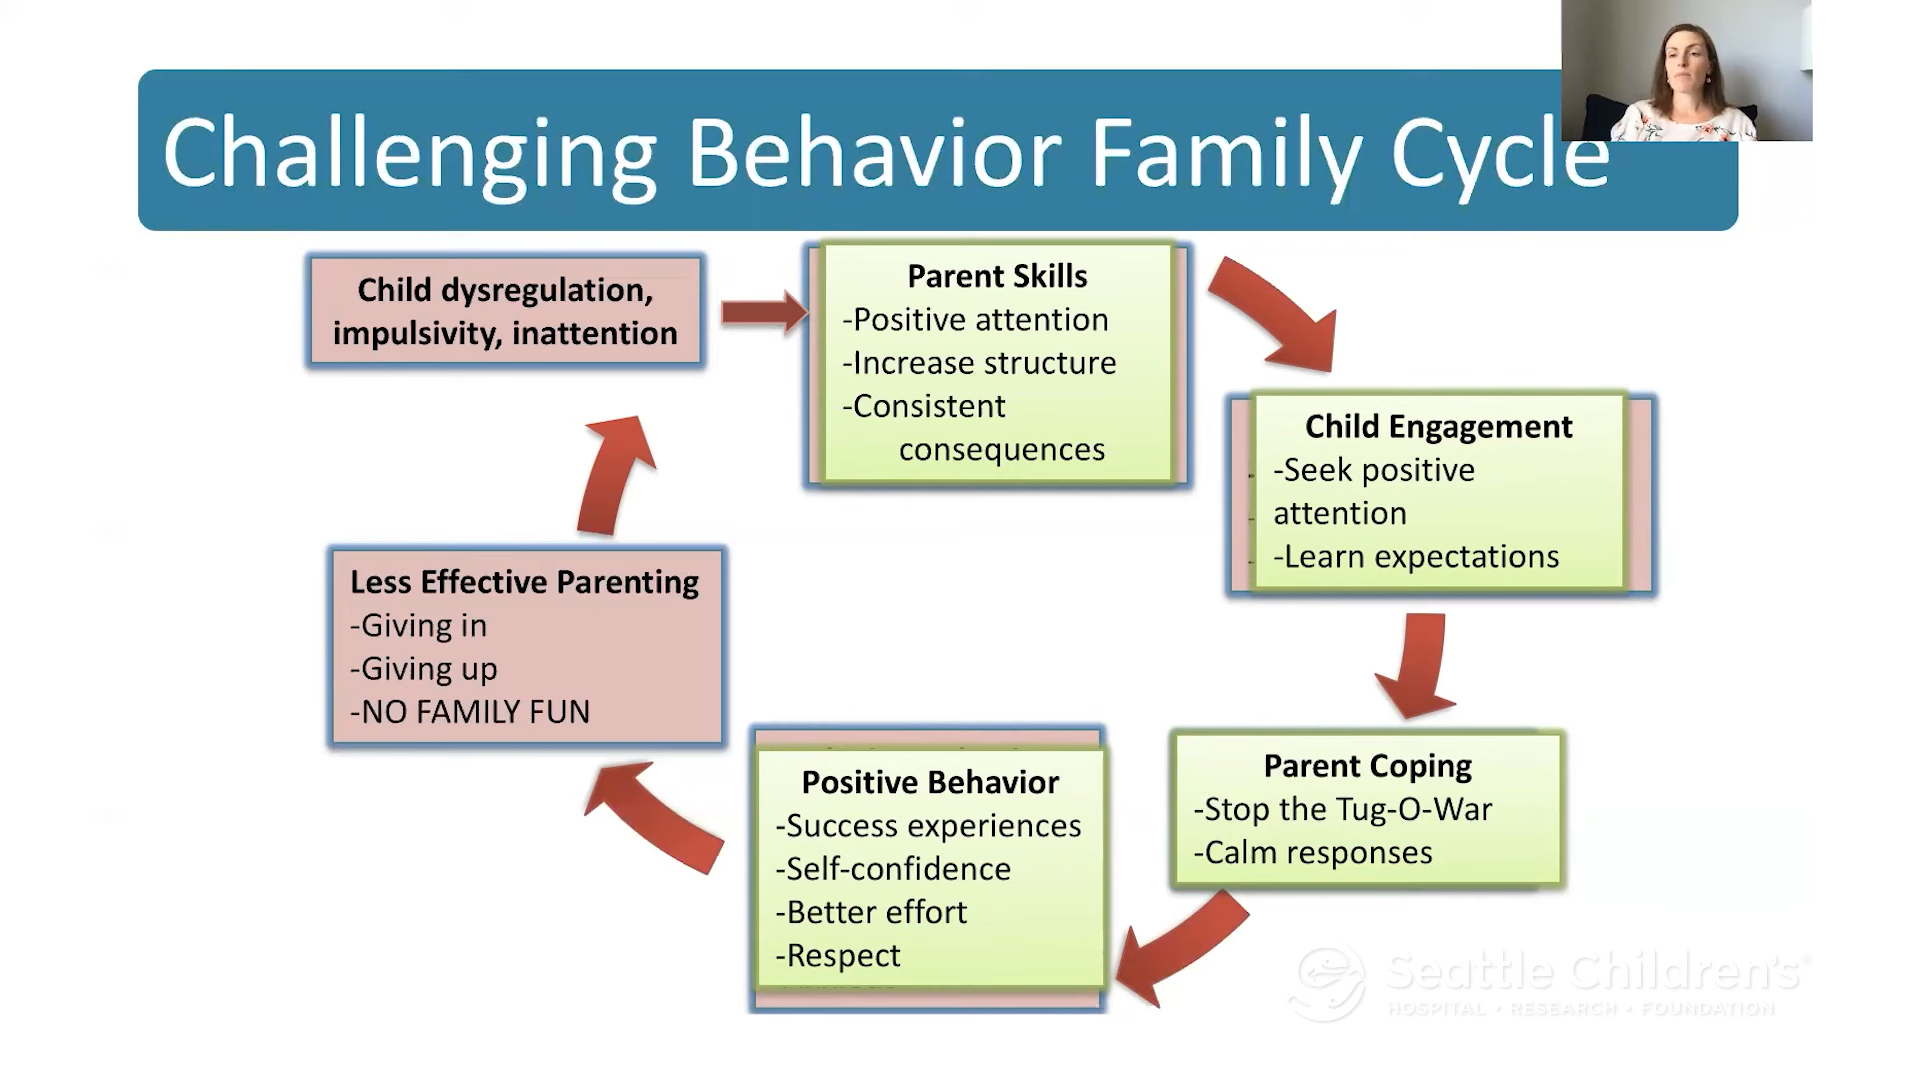 Challenging Behavior Family Cycle
Child dysregulation,
impulsivity, inattention
Parent Skills
-Positive attention
-Increase structure
-Consistent
consequences
Child Engagement
-Seek positive
attention
-Learn expectations
Parent Coping
-Stop the Tug-O-War
-Calm responses
Positive Behavior
-Success experiences
-Self-confidence
-Better effort
-Respect
Less Effective Parenting
-Giving in
-Giving up
-NO FAMILY FUN
Seattle Children's®
HOSPITAL • RESEARCH • FOUNDATION